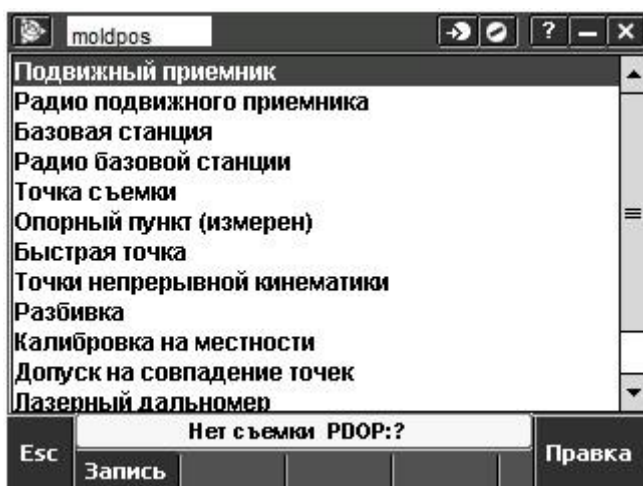 moldpos
Подвижный приемник
Радио подвижного приемника
Базовая станция
Радио базовой станции
Точка съемки
Опорный пункт (измерен)
Быстрая точка
Точки непрерывной кинематики
Разбивка
Калибровка на местности
Допуск на совпадение точек
Лазерный дальномер
Нет съемки PDOP:?
Esc
Запись
Правка